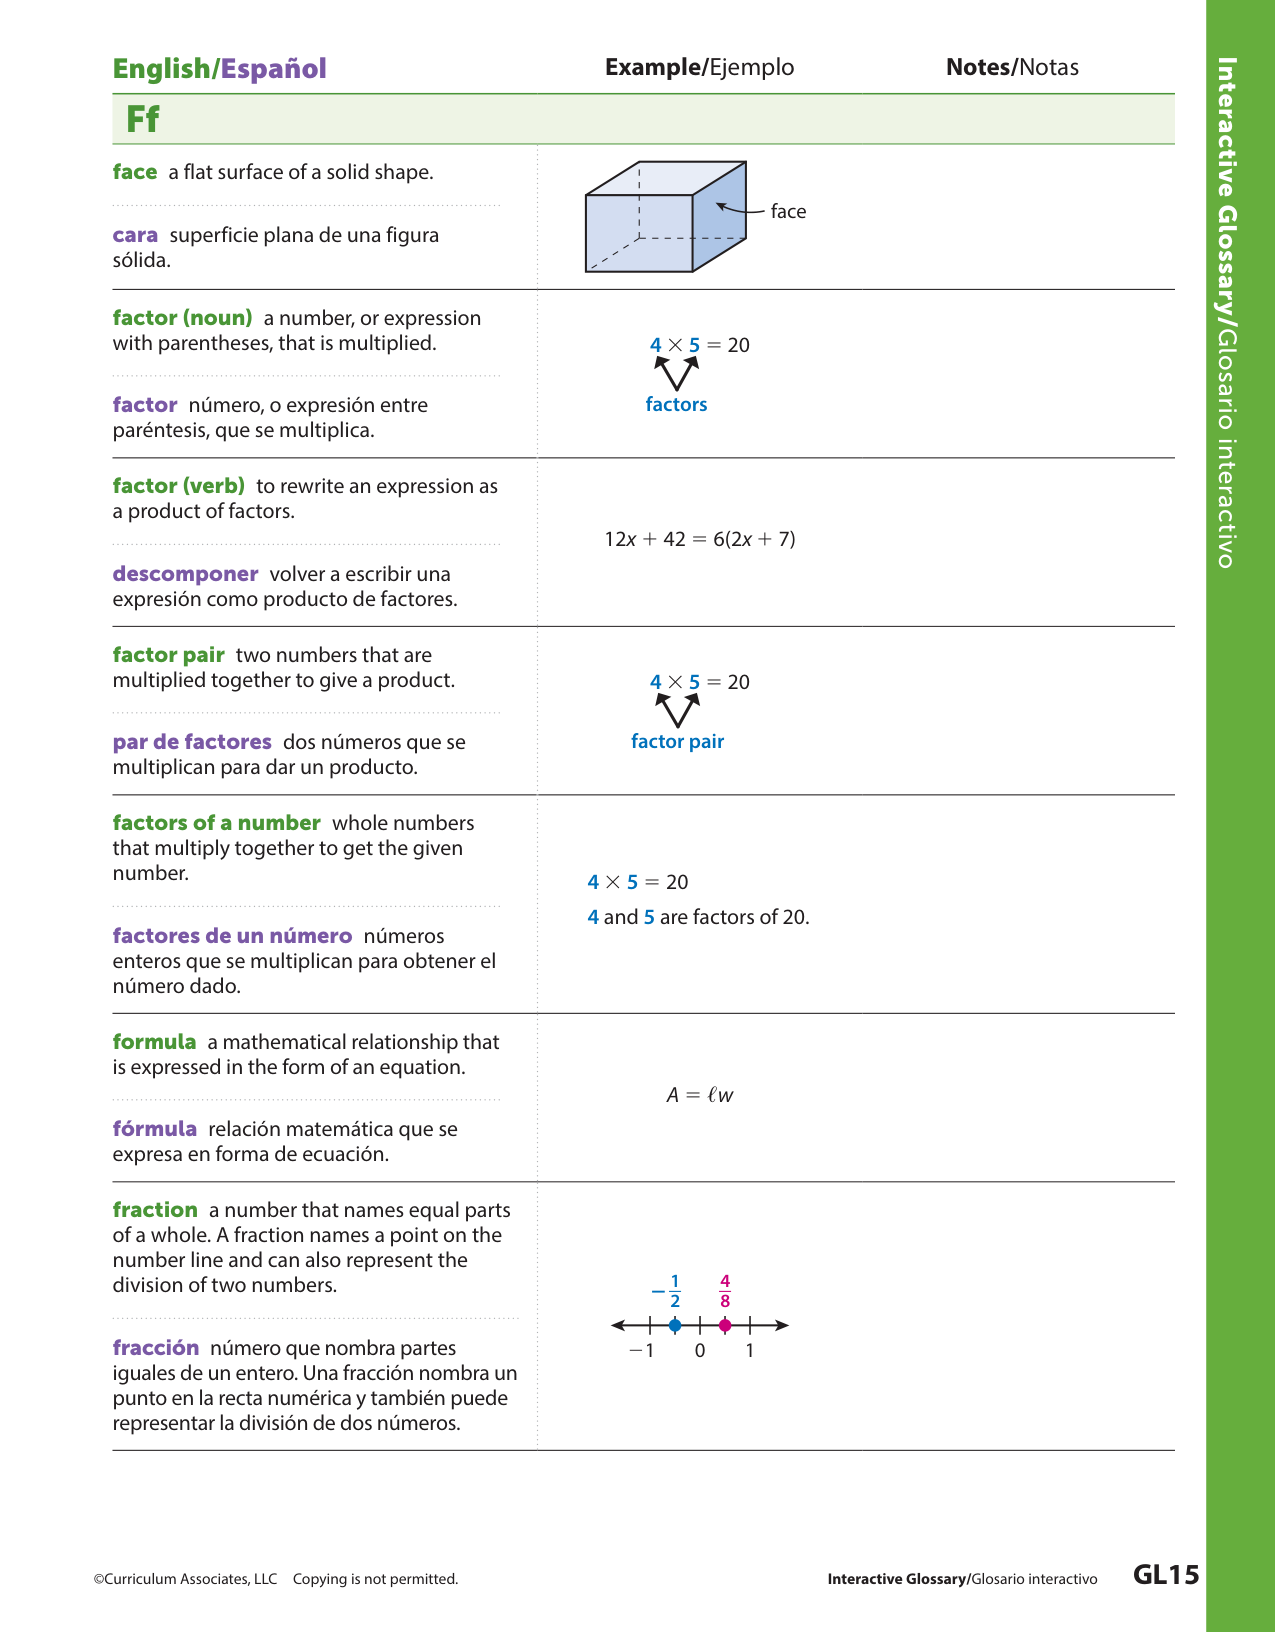 English/Español
Example/Ejemplo
Notes/Notas
Ff
face a flat surface of a solid shape.
cara superficie plana de una figura
sólida.
face
factor (noun) a number, or expression
with parentheses, that is multiplied.
factor número, o expresión entre
paréntesis, que se multiplica.
4 × 5 = 20
factors
factor (verb) to rewrite an expression as
a product of factors.
descomponer volver a escribir una
expresión como producto de factores.
12x + 42 = 6(2x + 7)
factor pair two numbers that are
multiplied together to give a product.
par de factores dos números que se
multiplican para dar un producto.
4 × 5 = 20
factor pair
factors of a number whole numbers
that multiply together to get the given
number.
factores de un número números
enteros que se multiplican para obtener el
número dado.
4 × 5 = 20
4 and 5 are factors of 20.
formula a mathematical relationship that
is expressed in the form of an equation.
fórmula relación matemática que se
expresa en forma de ecuación.
A = ℓw
fraction a number that names equal parts
of a whole. A fraction names a point on the
number line and can also represent the
division of two numbers.
fracción número que nombra partes
iguales de un entero. Una fracción nombra un
punto en la recta numérica y también puede
representar la división de dos números.
−1/2 4/8
−1 0 1
©Curriculum Associates, LLC Copying is not permitted.
Interactive Glossary/Glosario interactivo
GL15
Interactive Glossary/Glosario interactivo